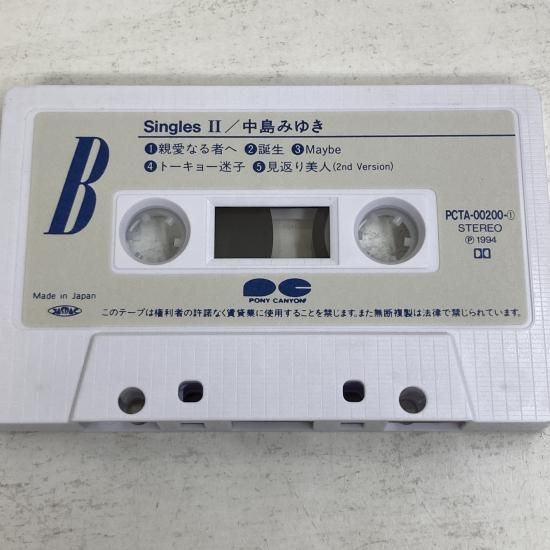 B
Singles II/中島みゆき
❶親愛なる者へ ❷誕生 ❸Maybe
❹トーキョー迷子 ❺見返り美人(2nd Version)
PCTA-00200-①
STEREO
Ⓟ 1994
PONY CANYON
Made in Japan
JASRAC
このテープは権利者の許諾なく賃貸業に使用することを禁じます。また無断複製は法律で禁じられています。